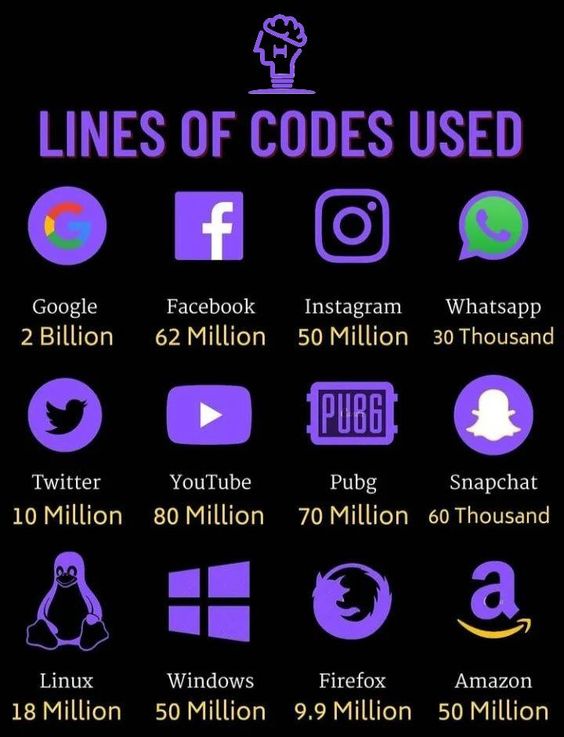 LINES OF CODES USED
Google Facebook Instagram Whatsapp
2 Billion 62 Million 50 Million 30 Thousand
PUBG
Twitter YouTube Pubg Snapchat
10 Million 80 Million 70 Million 60 Thousand
Linux Windows Firefox Amazon
18 Million 50 Million 9.9 Million 50 Million